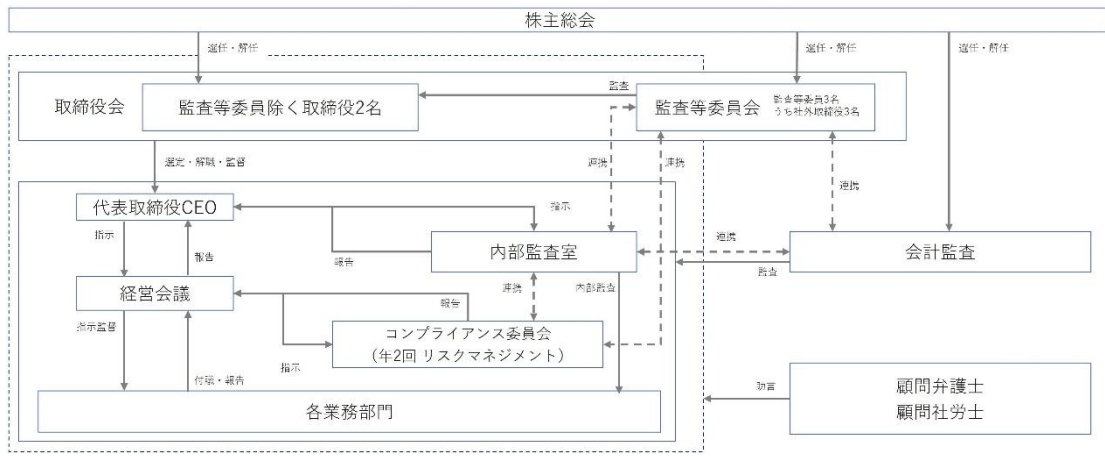 株主総会
選任・解任
選任・解任
選任・解任
取締役会
監査等委員除く取締役2名
監査
監査等委員会
監査等委員3名
うち社外取締役3名
選定・解職・監督
連携
連携
連携
代表取締役CEO
指示
指示
報告
報告
内部監査室
連携
会計監査
監査
経営会議
報告
連携
内部監査
指示監督
コンプライアンス委員会
(年2回 リスクマネジメント)
指示
付議・報告
各業務部門
助言
顧問弁護士
顧問社労士